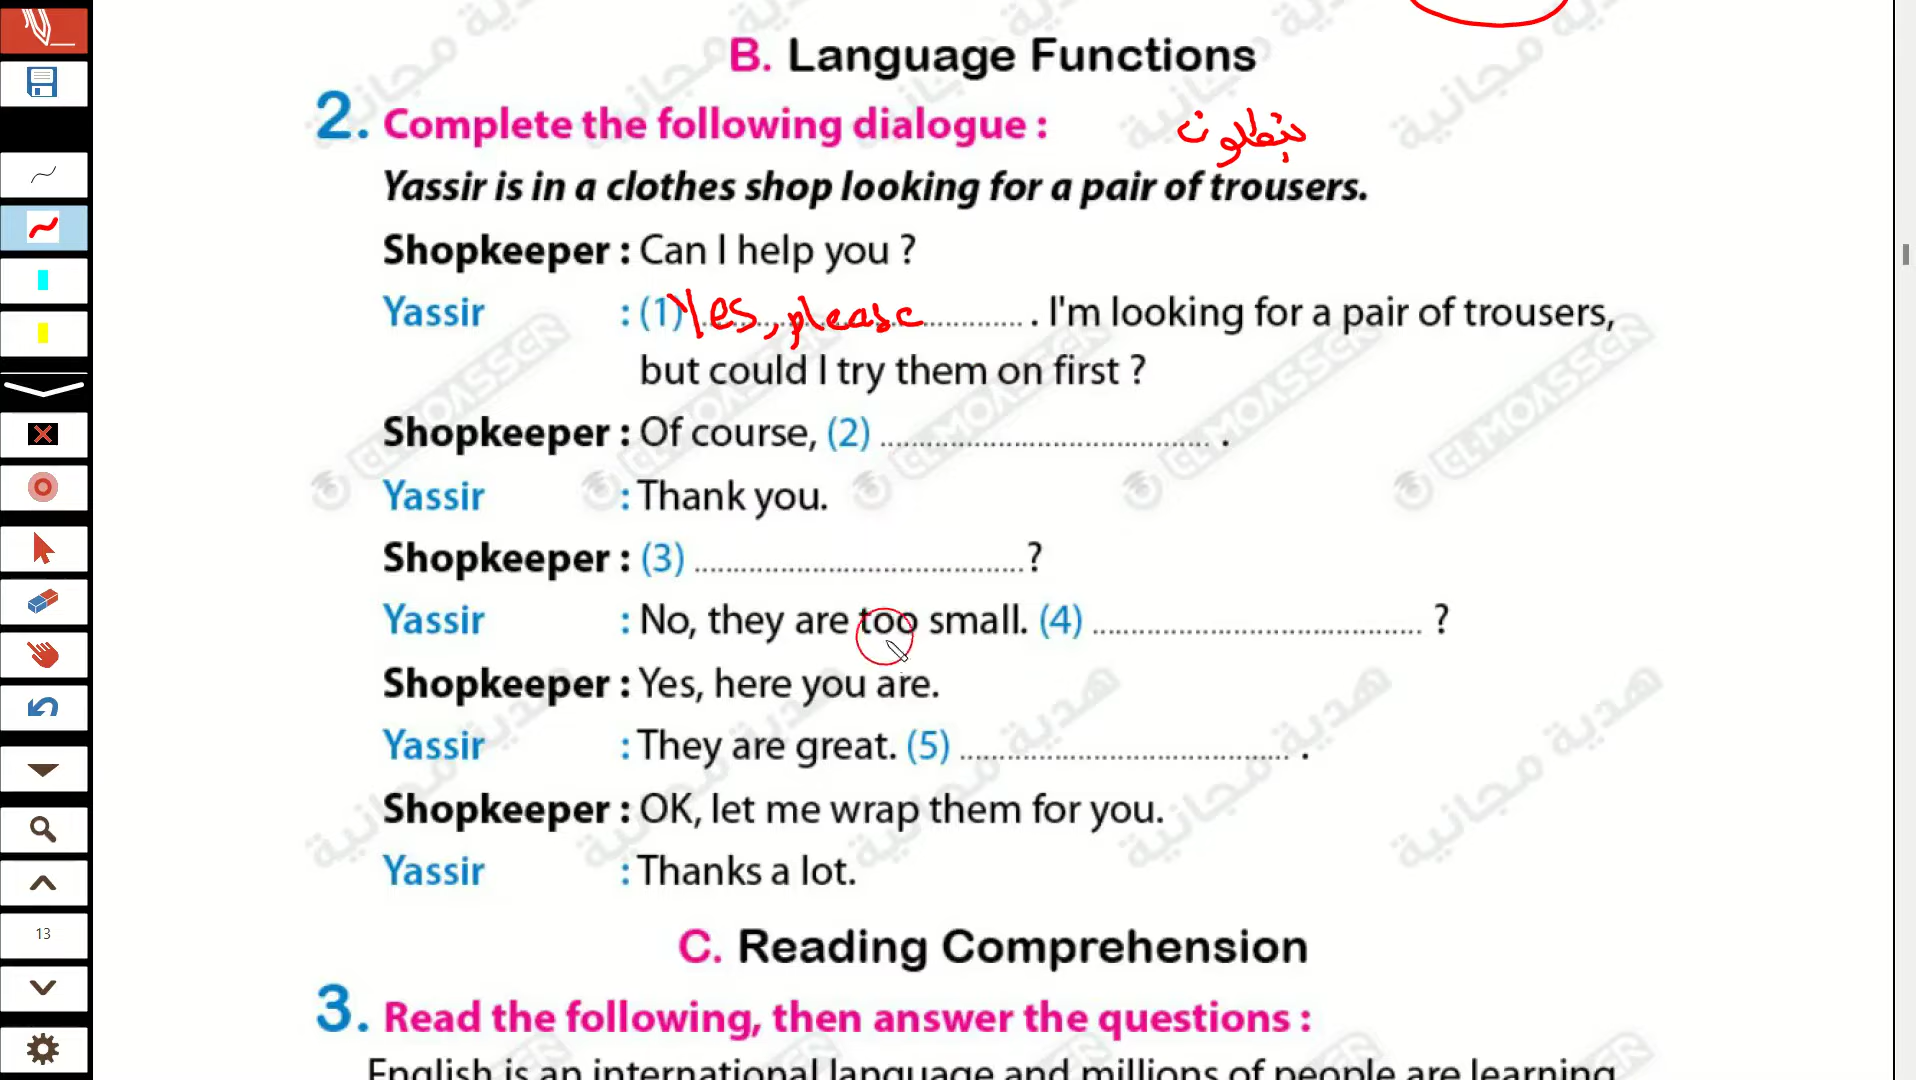 B. Language Functions
2. Complete the following dialogue :
بنطلون
Yassir is in a clothes shop looking for a pair of trousers.
Shopkeeper : Can I help you ?
Yassir : (1) Yes, please ........................ . I'm looking for a pair of trousers,
but could I try them on first ?
Shopkeeper : Of course, (2) ........................................ .
Yassir : Thank you.
Shopkeeper : (3) ........................................ ?
Yassir : No, they are too small. (4) ........................................ ?
Shopkeeper : Yes, here you are.
Yassir : They are great. (5) ........................................ .
Shopkeeper : OK, let me wrap them for you.
Yassir : Thanks a lot.
C. Reading Comprehension
3. Read the following, then answer the questions :
English is an international language and millions of people are learning
13
هدية مجانية
ELMOASSER